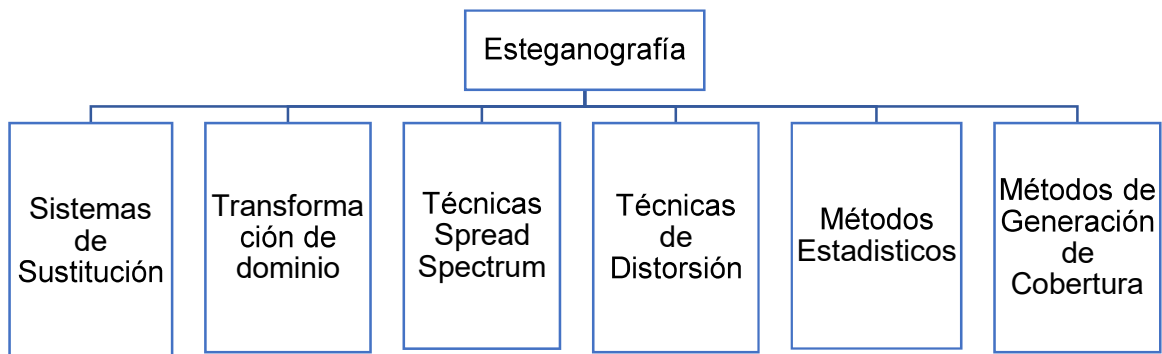 Esteganografía
Sistemas
de
Sustitución
Transforma
ción de
dominio
Técnicas
Spread
Spectrum
Técnicas
de
Distorsión
Métodos
Estadisticos
Métodos de
Generación
de
Cobertura